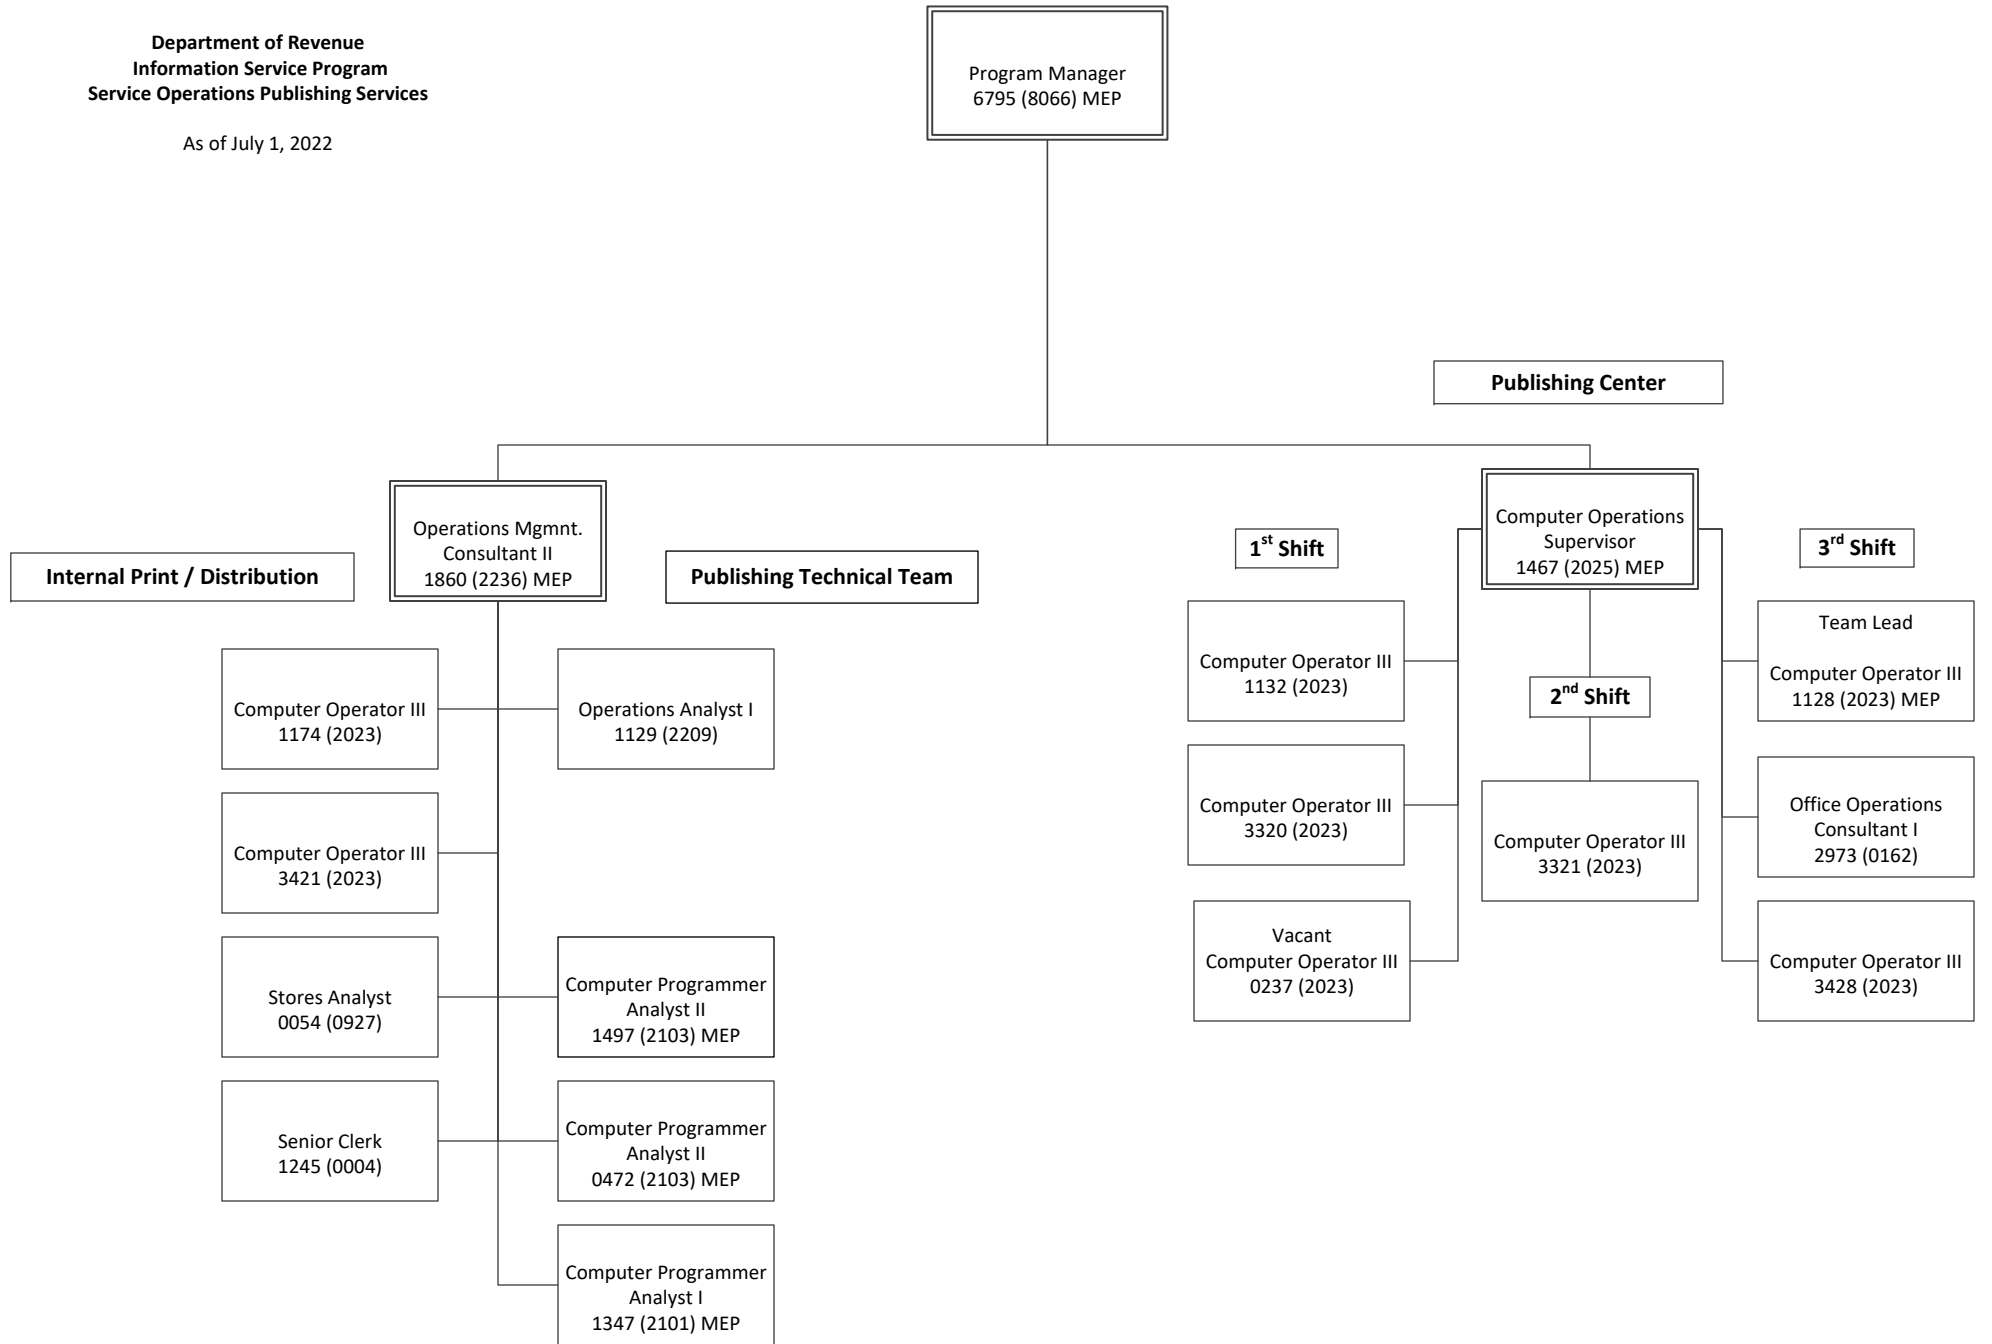 Department of Revenue
Information Service Program
Service Operations Publishing Services
As of July 1, 2022
Program Manager
6795 (8066) MEP
Publishing Center
Operations Mgmnt.
Consultant II
1860 (2236) MEP
Internal Print / Distribution
Publishing Technical Team
Computer Operator III
1174 (2023)
Operations Analyst I
1129 (2209)
Computer Operator III
3421 (2023)
Stores Analyst
0054 (0927)
Computer Programmer
Analyst II
1497 (2103) MEP
Senior Clerk
1245 (0004)
Computer Programmer
Analyst II
0472 (2103) MEP
Computer Programmer
Analyst I
1347 (2101) MEP
Computer Operations
Supervisor
1467 (2025) MEP
1st Shift
Computer Operator III
1132 (2023)
Computer Operator III
3320 (2023)
Vacant
Computer Operator III
0237 (2023)
2nd Shift
Computer Operator III
3321 (2023)
3rd Shift
Team Lead
Computer Operator III
1128 (2023) MEP
Office Operations
Consultant I
2973 (0162)
Computer Operator III
3428 (2023)